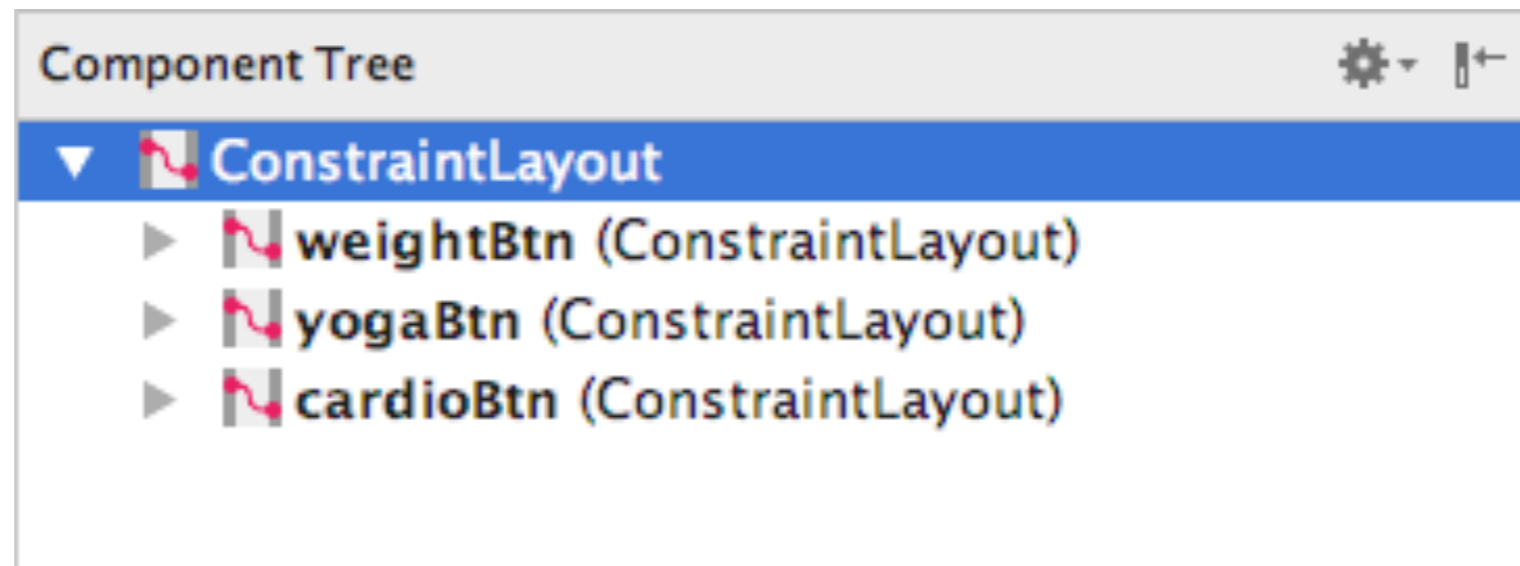 Component Tree
ConstraintLayout
weightBtn (ConstraintLayout)
yogaBtn (ConstraintLayout)
cardioBtn (ConstraintLayout)